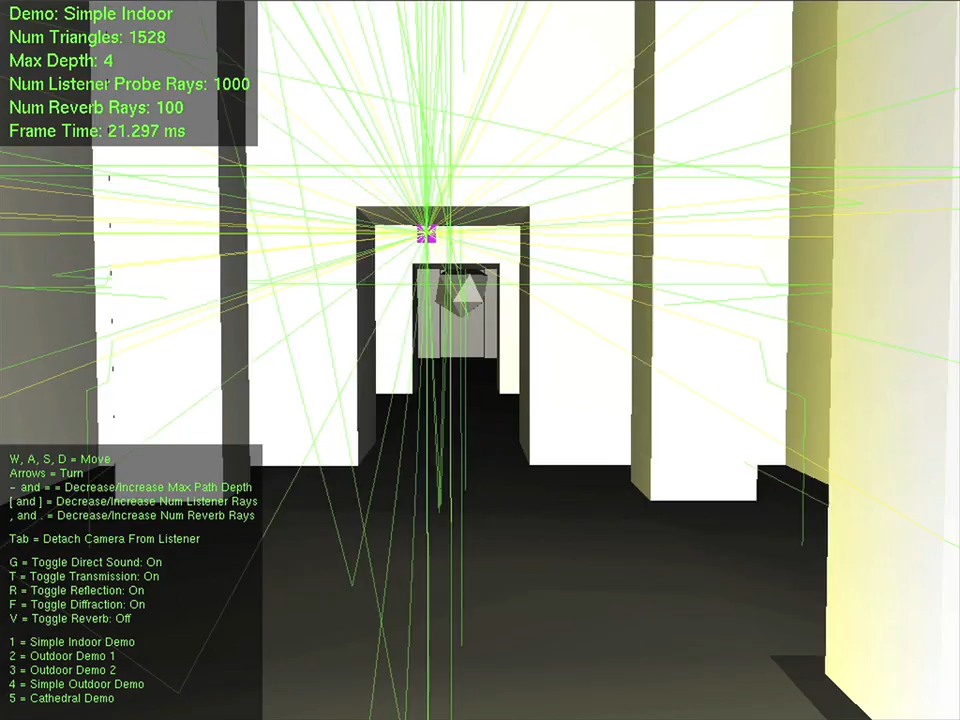 Demo: Simple Indoor
Num Triangles: 1528
Max Depth: 4
Num Listener Probe Rays: 1000
Num Reverb Rays: 100
Frame Time: 21.297 ms
W, A, S, D = Move
Arrows = Turn
- and = = Decrease/Increase Max Path Depth
[ and ] = Decrease/Increase Num Listener Rays
, and . = Decrease/Increase Num Reverb Rays
Tab = Detach Camera From Listener
G = Toggle Direct Sound: On
T = Toggle Transmission: On
R = Toggle Reflection: On
F = Toggle Diffraction: On
V = Toggle Reverb: Off
1 = Simple Indoor Demo
2 = Outdoor Demo 1
3 = Outdoor Demo 2
4 = Simple Outdoor Demo
5 = Cathedral Demo